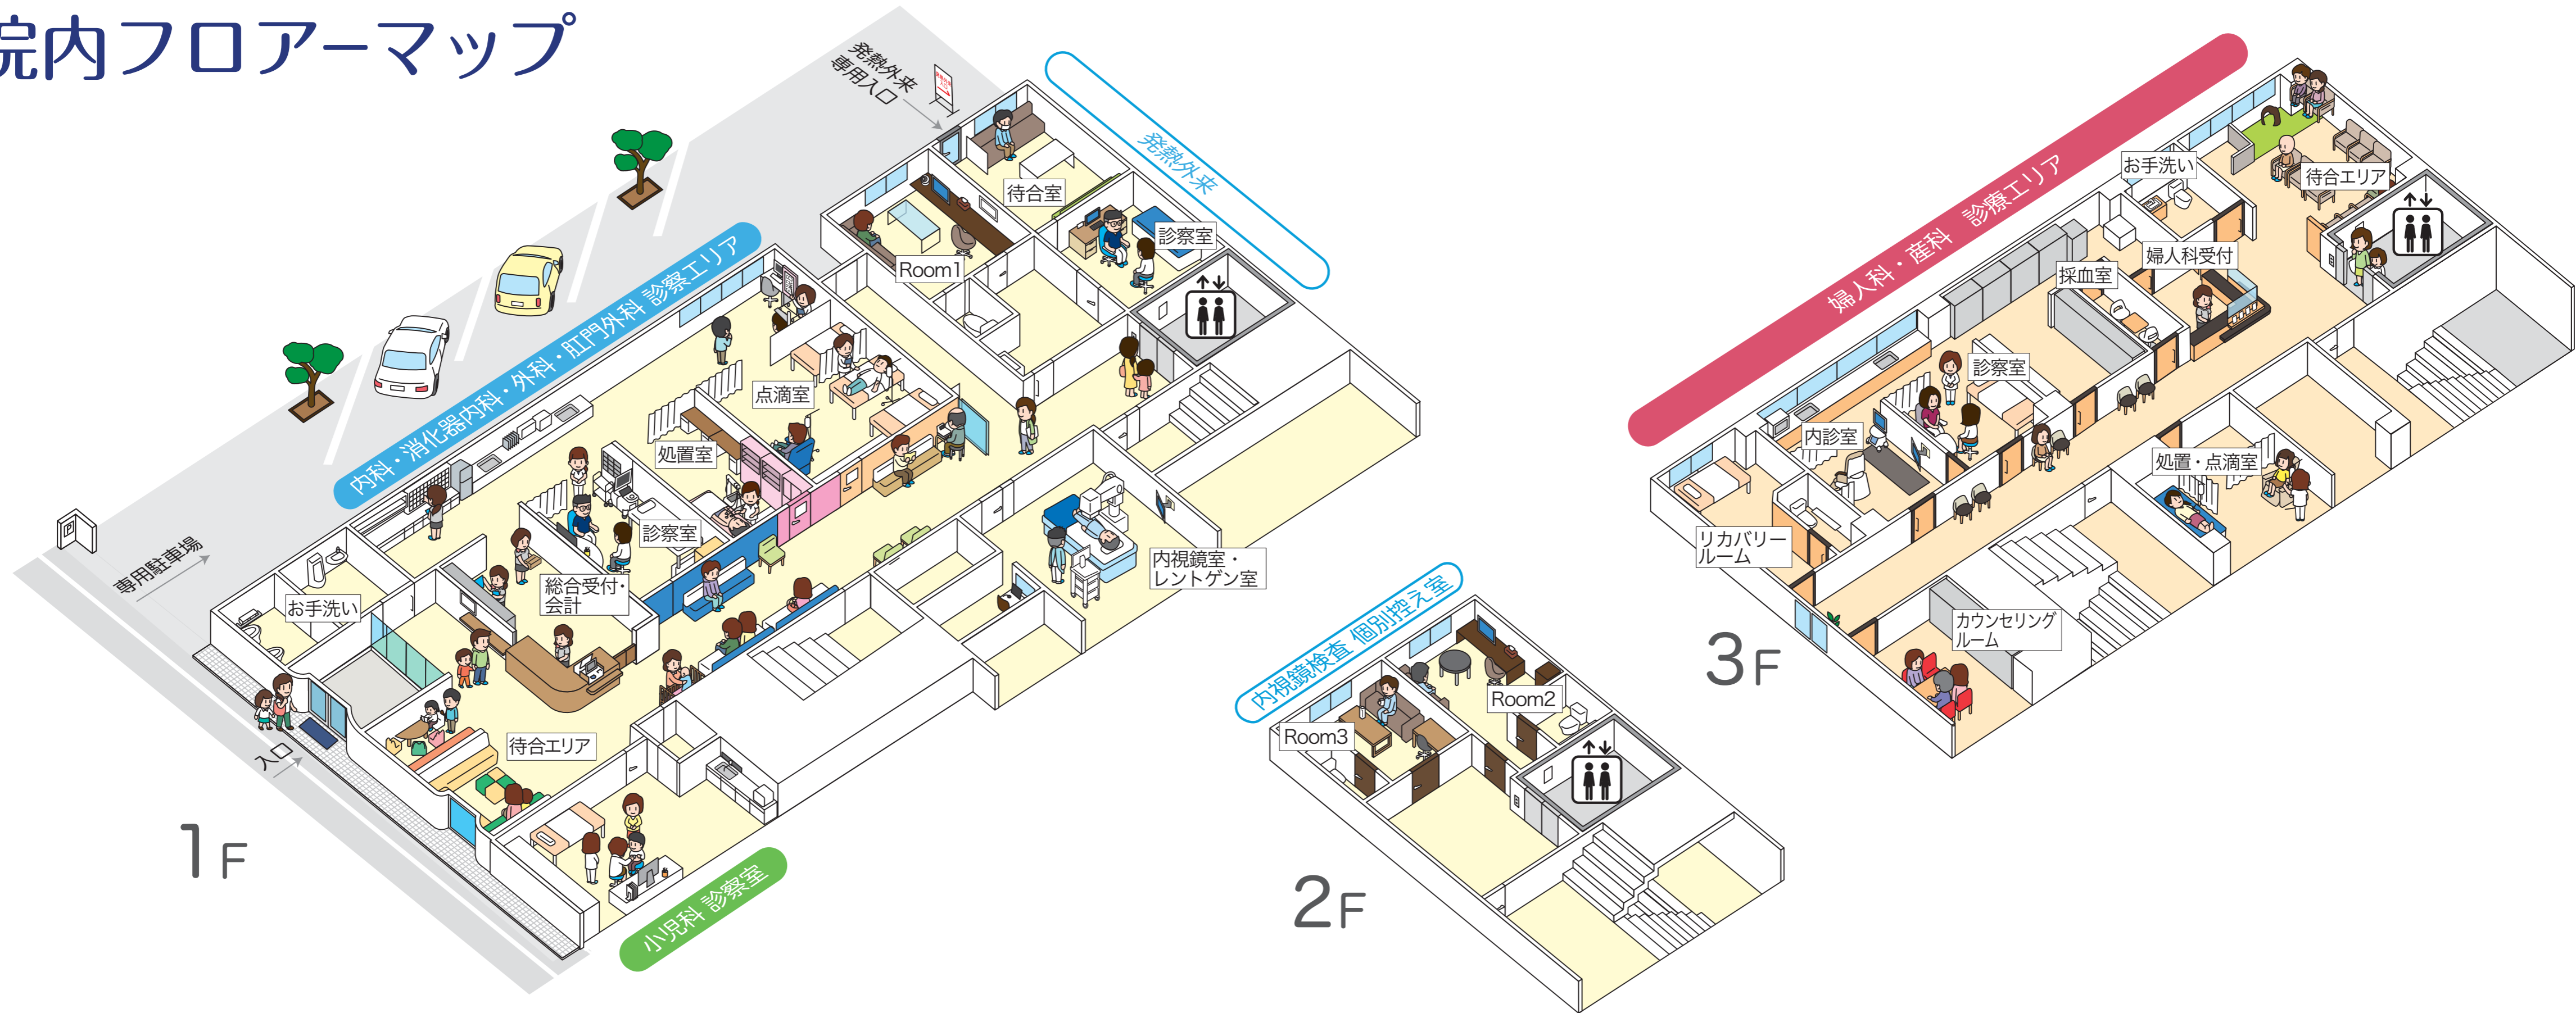 院内フロアーマップ
発熱外来
専用入口
発熱外来
待合室
診察室
Room1
内科・消化器内科・外科・肛門外科 診察エリア
点滴室
処置室
診察室
総合受付・
会計
お手洗い
専用駐車場
P
入口
待合エリア
内視鏡室・
レントゲン室
小児科 診察室
1F
内視鏡検査 個別控え室
Room2
Room3
2F
婦人科・産科 診療エリア
お手洗い
待合エリア
婦人科受付
採血室
診察室
内診室
処置・点滴室
リカバリー
ルーム
カウンセリング
ルーム
3F